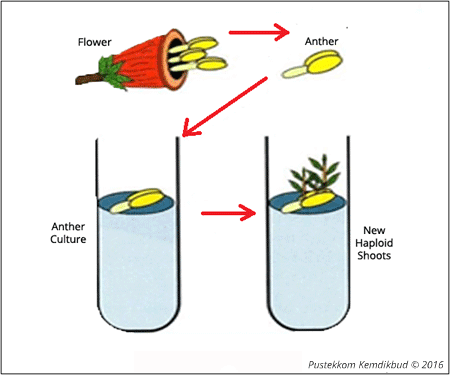 Flower
Anther
Anther
Culture
New
Haploid
Shoots
Pustekkom Kemdikbud © 2016